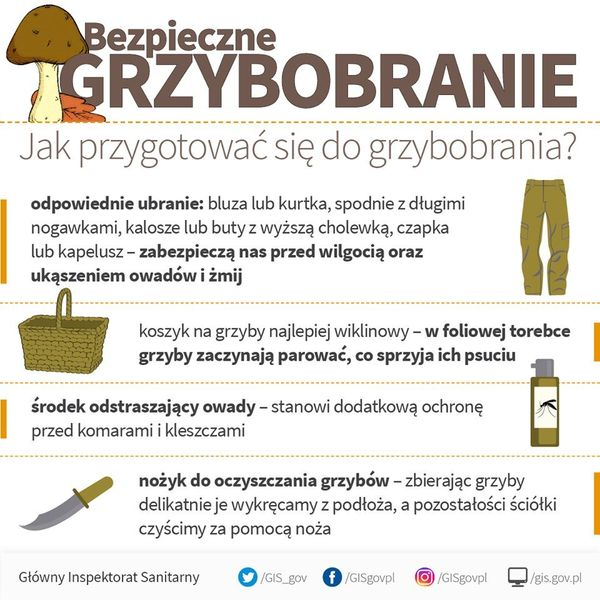 Bezpieczne
GRZYBOBRANIE
Jak przygotować się do grzybobrania?
odpowiednie ubranie: bluza lub kurtka, spodnie z długimi
nogawkami, kalosze lub buty z wyższą cholewką, czapka
lub kapelusz – zabezpieczą nas przed wilgocią oraz
ukąszeniem owadów i żmij
koszyk na grzyby najlepiej wiklinowy – w foliowej torebce
grzyby zaczynają parować, co sprzyja ich psuciu
środek odstraszający owady – stanowi dodatkową ochronę
przed komarami i kleszczami
nożyk do oczyszczania grzybów – zbierając grzyby
delikatnie je wykręcamy z podłoża, a pozostałości ściółki
czyścimy za pomocą noża
Główny Inspektorat Sanitarny /GIS_gov /GISgovpl /GISgovpl /gis.gov.pl